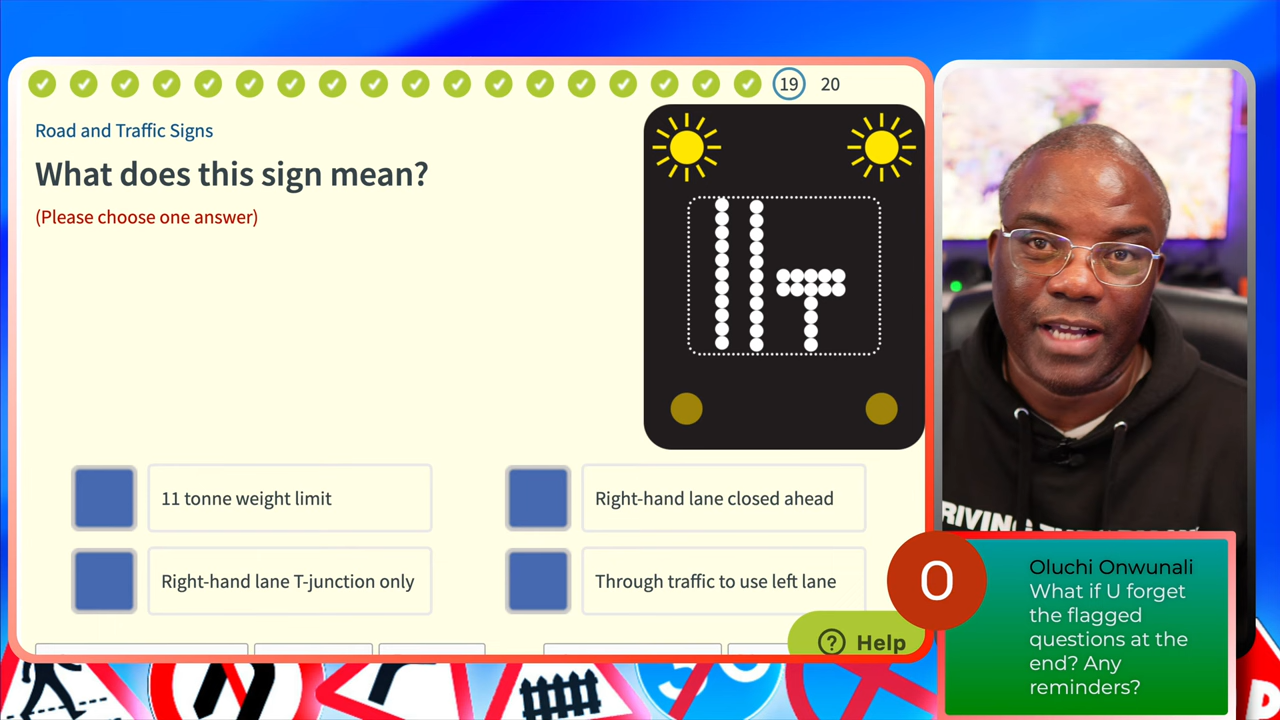 19 20
Road and Traffic Signs
What does this sign mean?
(Please choose one answer)
11 tonne weight limit
Right-hand lane closed ahead
Right-hand lane T-junction only
Through traffic to use left lane
? Help
O
Oluchi Onwunali
What if U forget
the flagged
questions at the
end? Any
reminders?